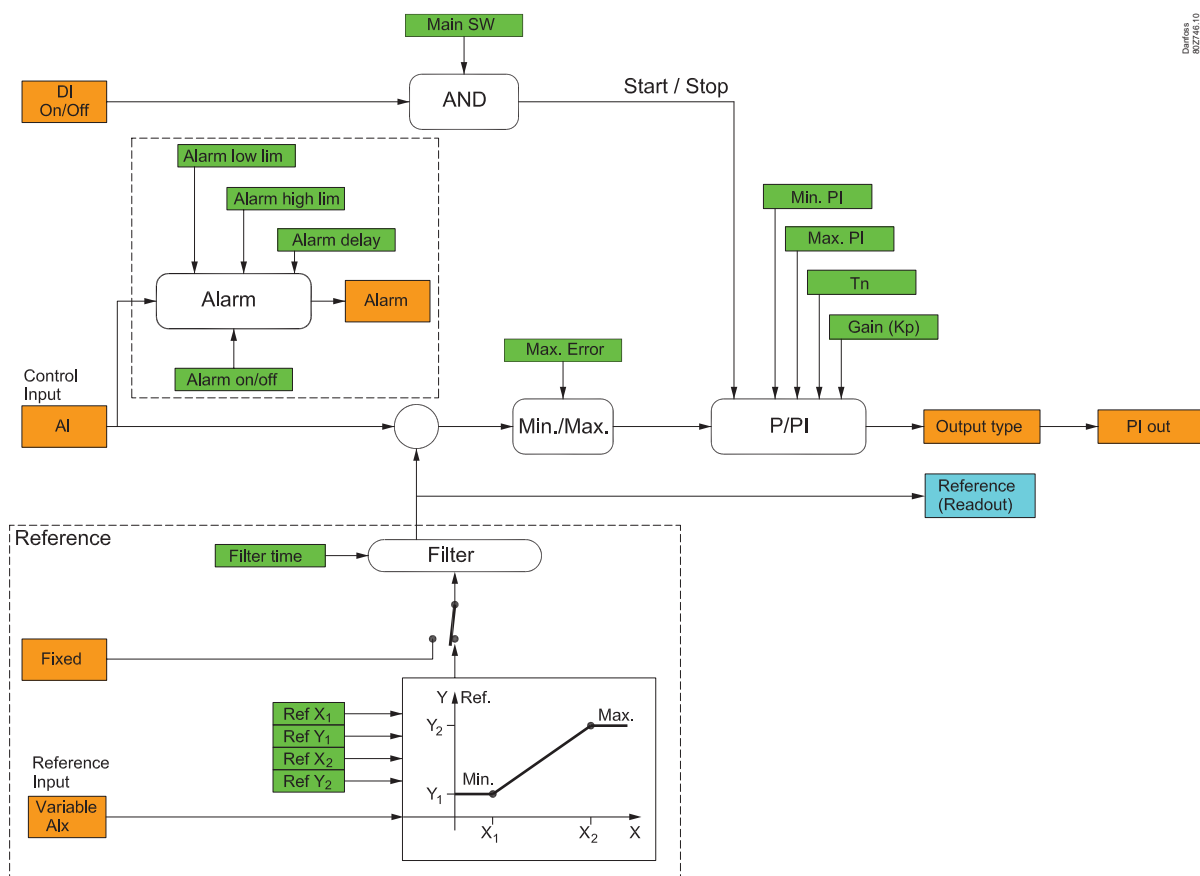 Danfoss
80Z746.10
Main SW
DI
On/Off
AND
Start / Stop
Alarm low lim
Alarm high lim
Alarm delay
Alarm
Alarm
Alarm on/off
Min. PI
Max. PI
Tn
Gain (Kp)
Max. Error
Control
Input
AI
Min./Max.
P/PI
Output type
PI out
Reference
(Readout)
Reference
Filter time
Filter
Fixed
Ref X1
Ref Y1
Ref X2
Ref Y2
Y Ref.
Y2
Max.
Min.
Y1
X1 X2 X
Reference
Input
Variable
AIx